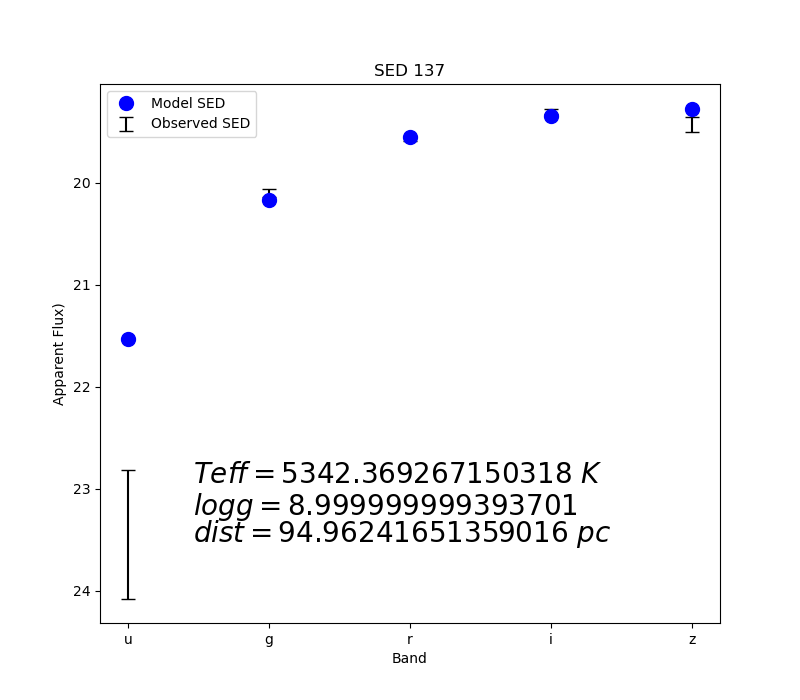 SED 137
Model SED
Observed SED
20
21
22
23
24
Apparent Flux)
Teff = 5342.369267150318 K
logg = 8.999999999393701
dist = 94.96241651359016 pc
u g r i z
Band